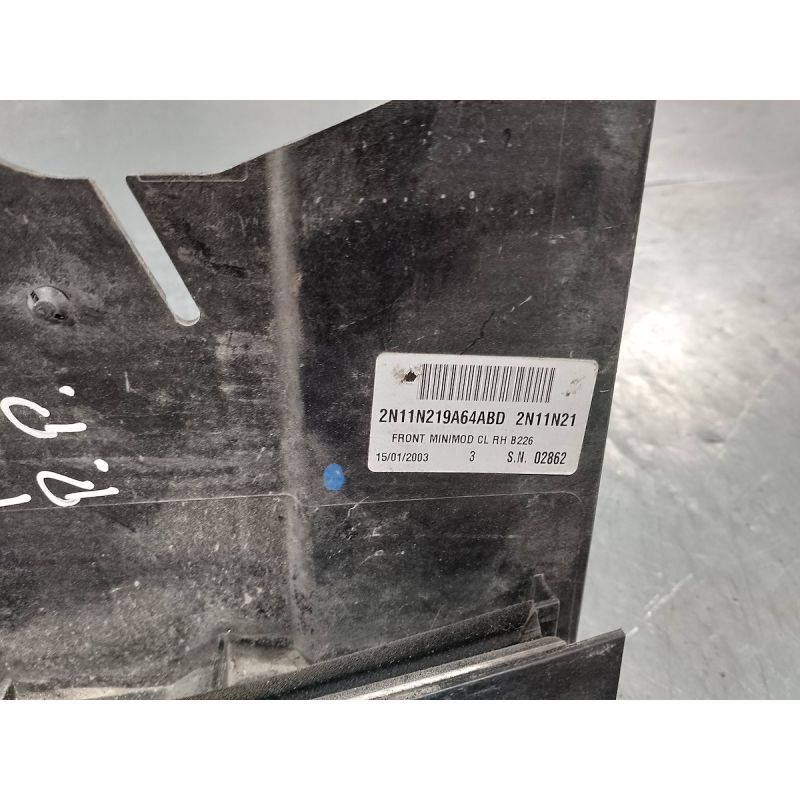 2N11N219A64ABD 2N11N21
FRONT MINIMOD CL RH B226
15/01/2003 3 S.N. 02862